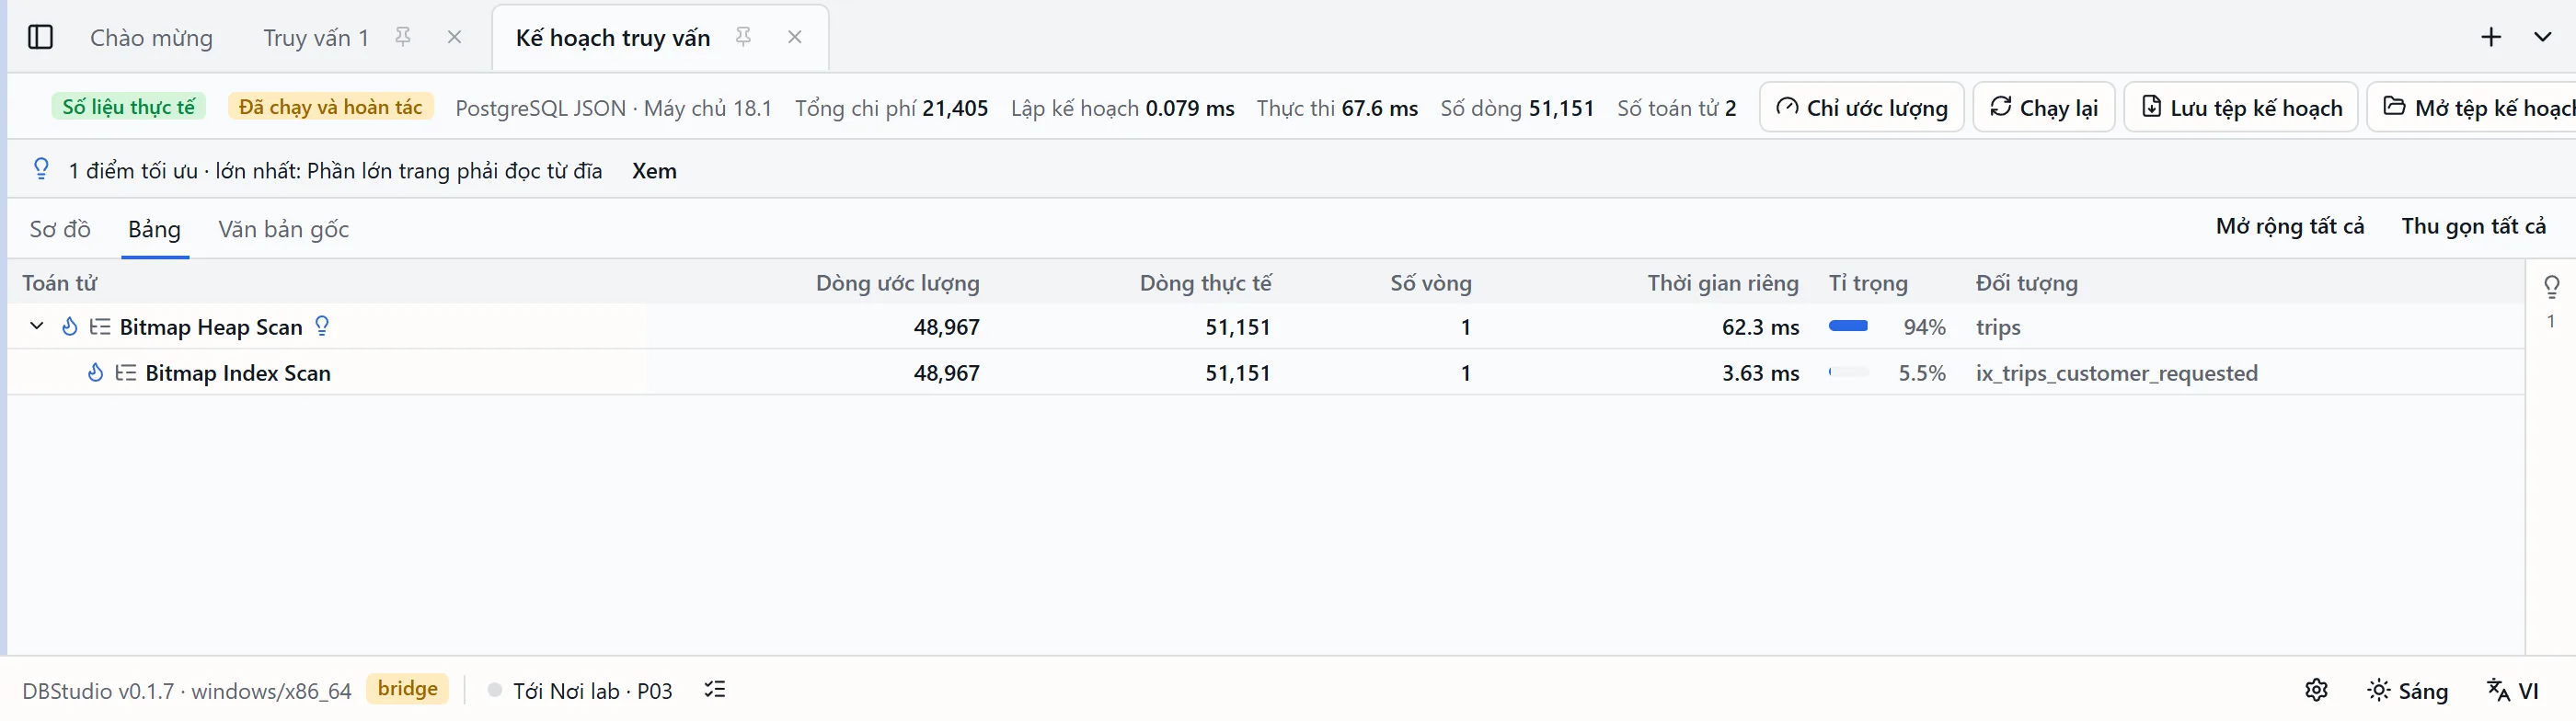 Chào mừng Truy vấn 1 Kế hoạch truy vấn
Số liệu thực tế Đã chạy và hoàn tác PostgreSQL JSON · Máy chủ 18.1 Tổng chi phí 21,405 Lập kế hoạch 0.079 ms Thực thi 67.6 ms Số dòng 51,151 Số toán tử 2 Chỉ ước lượng Chạy lại Lưu tệp kế hoạch Mở tệp kế hoạch
1 điểm tối ưu · lớn nhất: Phần lớn trang phải đọc từ đĩa Xem
Sơ đồ Bảng Văn bản gốc Mở rộng tất cả Thu gọn tất cả
Toán tử Dòng ước lượng Dòng thực tế Số vòng Thời gian riêng Tỉ trọng Đối tượng
Bitmap Heap Scan 48,967 51,151 1 62.3 ms 94% trips
1
Bitmap Index Scan 48,967 51,151 1 3.63 ms 5.5% ix_trips_customer_requested
DBStudio v0.1.7 · windows/x86_64 bridge Tới Nơi lab · P03 Sáng VI